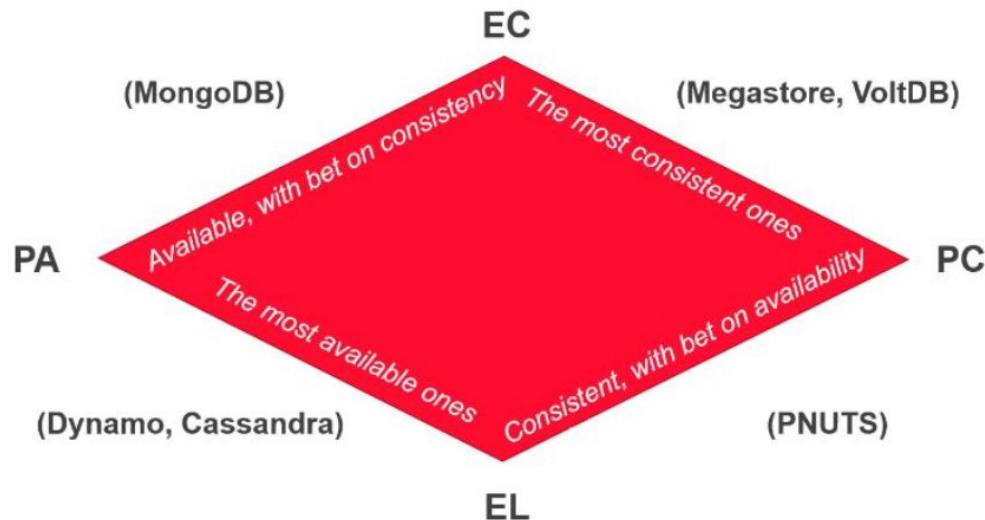 EC
(MongoDB)
(Megastore, VoltDB)
Available, with bet on consistency
The most consistent ones
PA
PC
The most available ones
Consistent, with bet on availability
(Dynamo, Cassandra)
(PNUTS)
EL